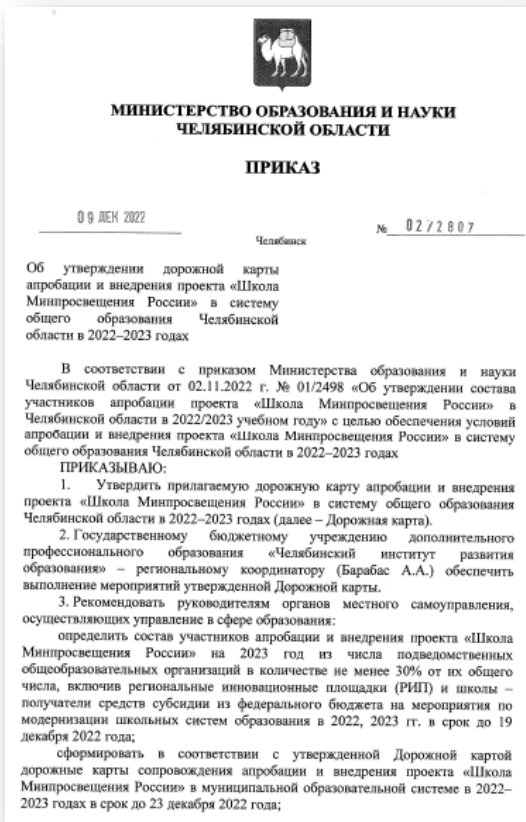 МИНИСТЕРСТВО ОБРАЗОВАНИЯ И НАУКИ
ЧЕЛЯБИНСКОЙ ОБЛАСТИ
ПРИКАЗ
09 ДЕК 2022
№ 02/2807
Челябинск
Об утверждении дорожной карты
апробации и внедрения проекта «Школа
Минпросвещения России» в систему
общего образования Челябинской
области в 2022–2023 годах
В соответствии с приказом Министерства образования и науки
Челябинской области от 02.11.2022 г. № 01/2498 «Об утверждении состава
участников апробации проекта «Школа Минпросвещения России» в
Челябинской области в 2022/2023 учебном году» с целью обеспечения условий
апробации и внедрения проекта «Школа Минпросвещения России» в систему
общего образования Челябинской области в 2022–2023 годах
ПРИКАЗЫВАЮ:
1. Утвердить прилагаемую дорожную карту апробации и внедрения
проекта «Школа Минпросвещения России» в систему общего образования
Челябинской области в 2022–2023 годах (далее – Дорожная карта).
2. Государственному бюджетному учреждению дополнительного
профессионального образования «Челябинский институт развития
образования» – региональному координатору (Барабас А.А.) обеспечить
выполнение мероприятий утвержденной Дорожной карты.
3. Рекомендовать руководителям органов местного самоуправления,
осуществляющих управление в сфере образования:
определить состав участников апробации и внедрения проекта «Школа
Минпросвещения России» на 2023 год из числа подведомственных
общеобразовательных организаций в количестве не менее 30% от их общего
числа, включив региональные инновационные площадки (РИП) и школы –
получатели средств субсидии из федерального бюджета на мероприятия по
модернизации школьных систем образования в 2022, 2023 гг. в срок до 19
декабря 2022 года;
сформировать в соответствии с утвержденной Дорожной картой
дорожные карты сопровождения апробации и внедрения проекта «Школа
Минпросвещения России» в муниципальной образовательной системе в 2022–
2023 годах в срок до 23 декабря 2022 года;